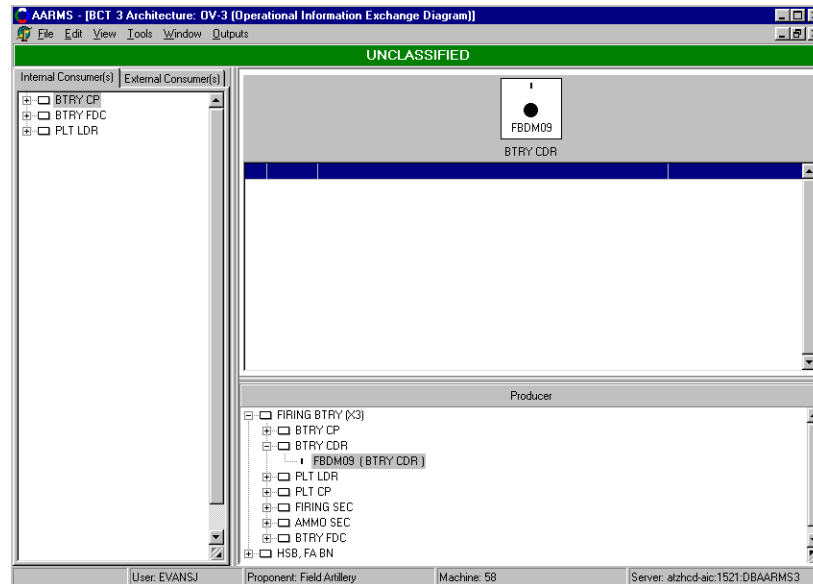 AARMS - [BCT 3 Architecture: OV-3 (Operational Information Exchange Diagram)]
File Edit View Tools Window Outputs
UNCLASSIFIED
Internal Consumer(s) External Consumer(s)
BTRY CP
BTRY FDC
PLT LDR
FBDM09
BTRY CDR
Producer
FIRING BTRY (X3)
BTRY CP
BTRY CDR
FBDM09 ( BTRY CDR )
PLT LDR
PLT CP
FIRING SEC
AMMO SEC
BTRY FDC
HSB, FA BN
User: EVANSJ Proponent: Field Artillery Machine: 58 Server: atzhcd-aic:1521:DBAARMS3